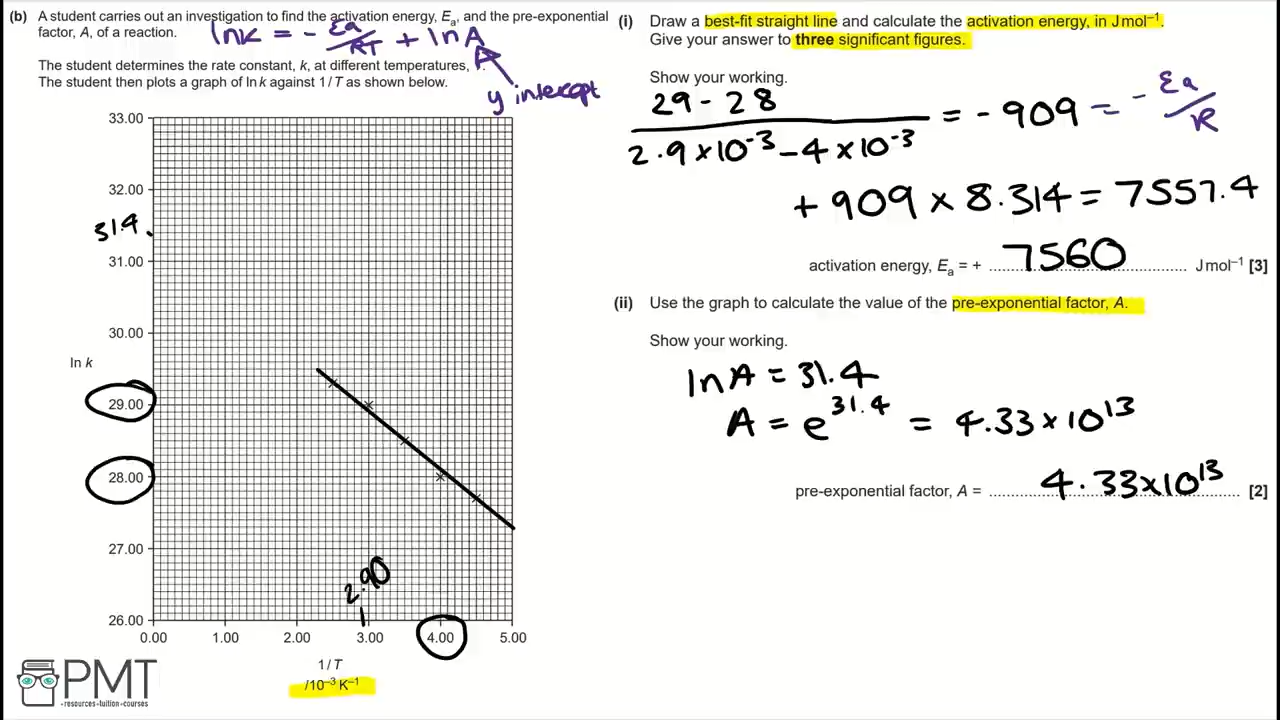 (b) A student carries out an investigation to find the activation energy, Ea, and the pre-exponential
factor, A, of a reaction.
lnk = - Ea/RT + lnA
The student determines the rate constant, k, at different temperatures,
The student then plots a graph of ln k against 1/T as shown below.
y intercept
33.00
32.00
31.4
31.00
30.00
ln k
29.00
28.00
27.00
2.90
26.00
0.00 1.00 2.00 3.00 4.00 5.00
1/T
/10⁻³ K⁻¹
PMT
resources•tuition•courses
(i) Draw a best-fit straight line and calculate the activation energy, in J mol⁻¹.
Give your answer to three significant figures.
Show your working.
29 - 28
2.9 × 10⁻³ - 4 × 10⁻³ = - 909 = - Ea/R
+ 909 × 8.314 = 7557.4
activation energy, Ea = + 7560 J mol⁻¹ [3]
(ii) Use the graph to calculate the value of the pre-exponential factor, A.
Show your working.
lnA = 31.4
A = e³¹·⁴ = 4.33 × 10¹³
pre-exponential factor, A = 4.33 × 10¹³ [2]